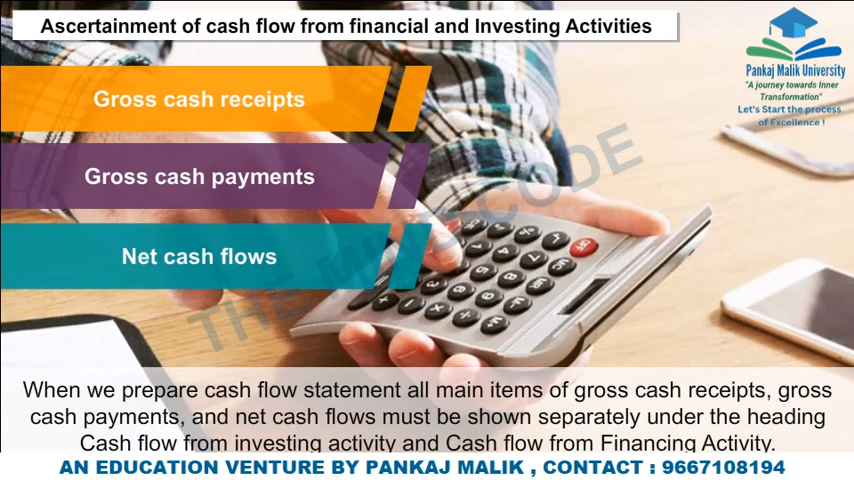 Ascertainment of cash flow from financial and Investing Activities
Pankaj Malik University
"A journey towards Inner
Transformation"
Let's Start the process
of Excellence !
Gross cash receipts
Gross cash payments
Net cash flows
THE MIND CODE
OFF
When we prepare cash flow statement all main items of gross cash receipts, gross
cash payments, and net cash flows must be shown separately under the heading
Cash flow from investing activity and Cash flow from Financing Activity.
AN EDUCATION VENTURE BY PANKAJ MALIK , CONTACT : 9667108194